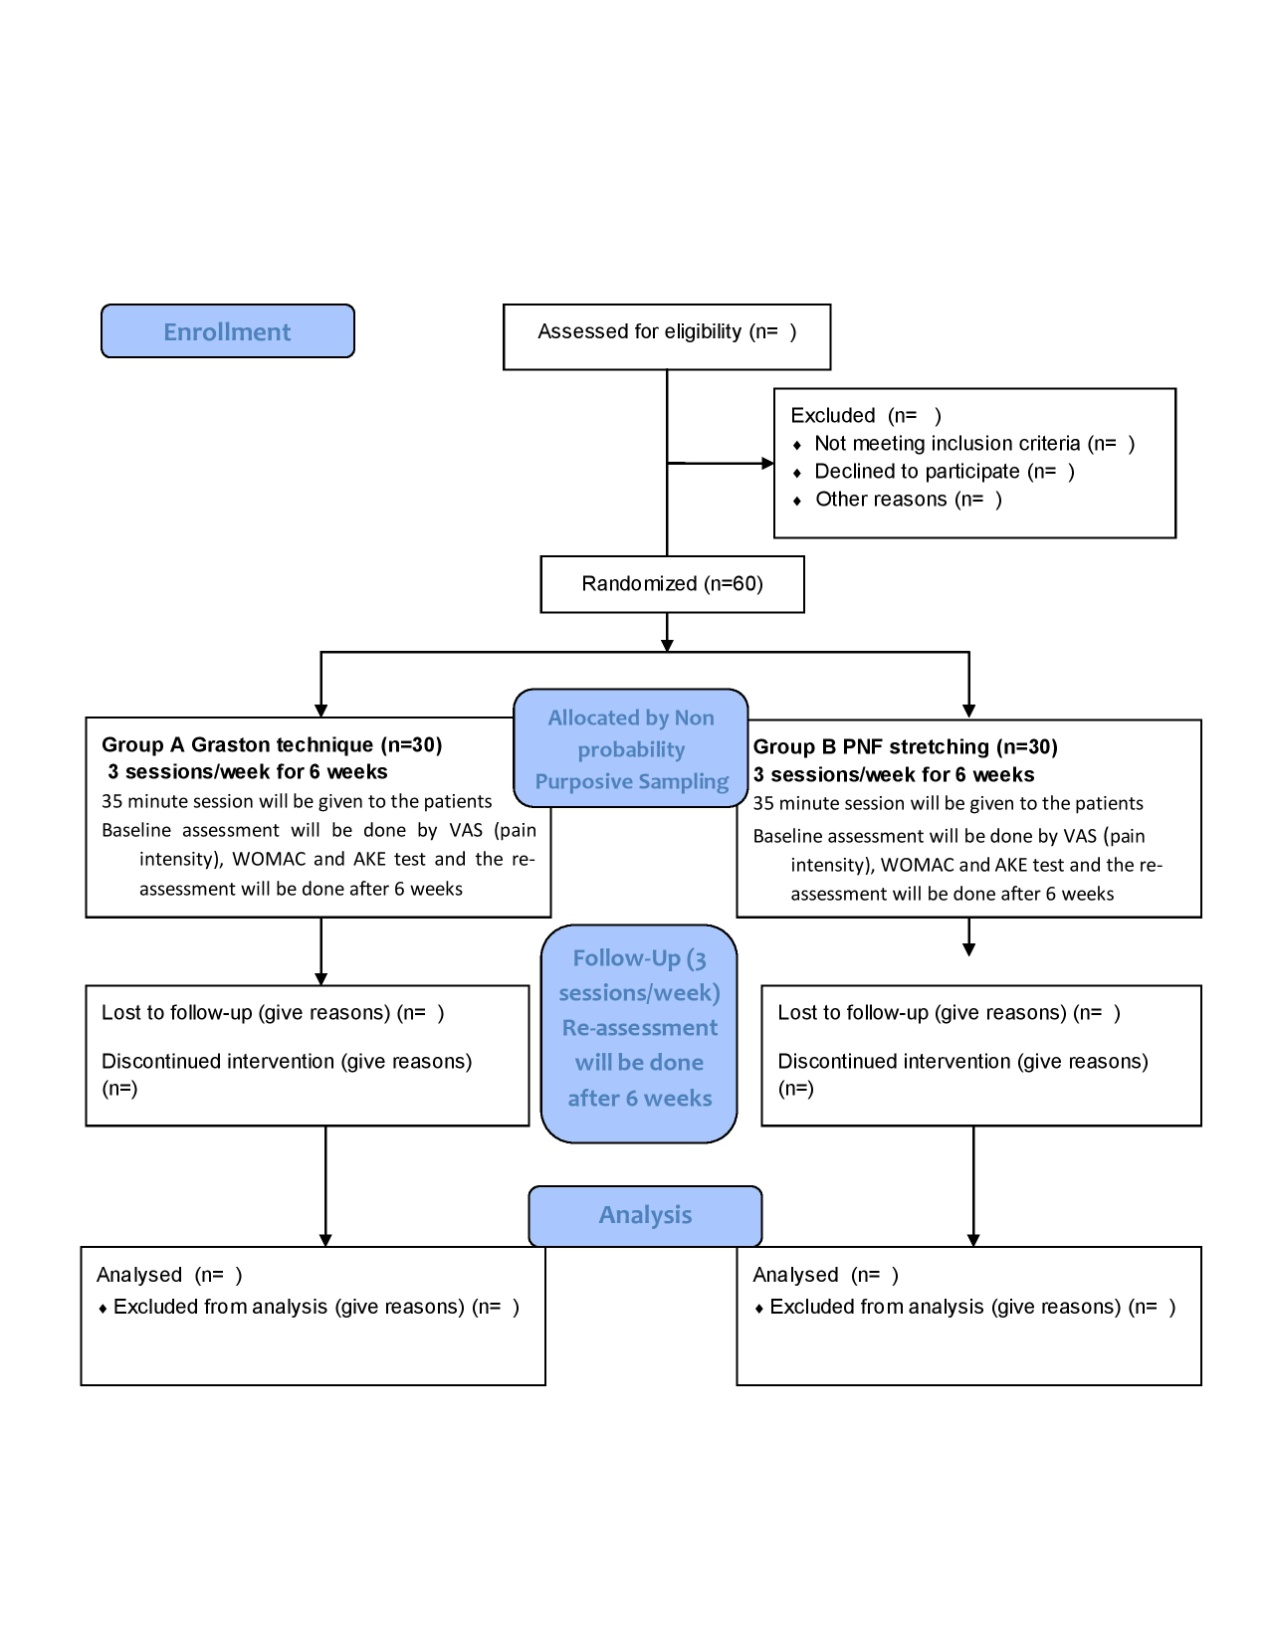 Enrollment
Assessed for eligibility (n=  )
Excluded  (n=   )
♦ Not meeting inclusion criteria (n=  )
♦ Declined to participate (n=  )
♦ Other reasons (n=  )
Randomized (n=60)
Allocated by Non
probability
Purposive Sampling
Group A Graston technique (n=30)
3 sessions/week for 6 weeks
35 minute session will be given to the patients
Baseline assessment will be done by VAS (pain
intensity), WOMAC and AKE test and the re-
assessment will be done after 6 weeks
Group B PNF stretching (n=30)
3 sessions/week for 6 weeks
35 minute session will be given to the patients
Baseline assessment will be done by VAS (pain
intensity), WOMAC and AKE test and the re-
assessment will be done after 6 weeks
Follow-Up (3
sessions/week)
Re-assessment
will be done
after 6 weeks
Lost to follow-up (give reasons) (n=  )
Discontinued intervention (give reasons)
(n=)
Lost to follow-up (give reasons) (n=  )
Discontinued intervention (give reasons)
(n=)
Analysis
Analysed  (n=  )
♦ Excluded from analysis (give reasons) (n=  )
Analysed  (n=  )
♦ Excluded from analysis (give reasons) (n=  )